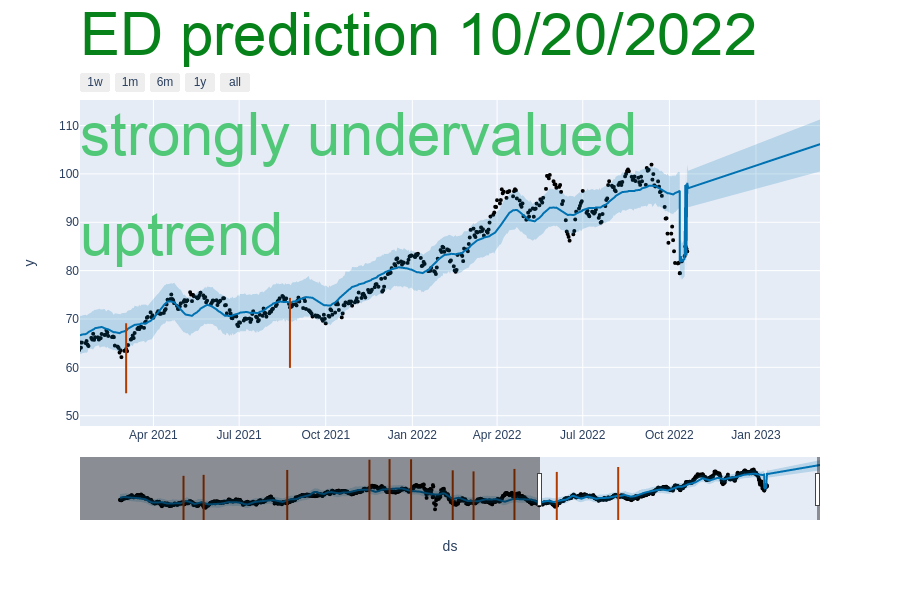 ED prediction 10/20/2022
1w 1m 6m 1y all
strongly undervalued
uptrend
110
100
90
80
70
60
50
y
Apr 2021 Jul 2021 Oct 2021 Jan 2022 Apr 2022 Jul 2022 Oct 2022 Jan 2023
ds